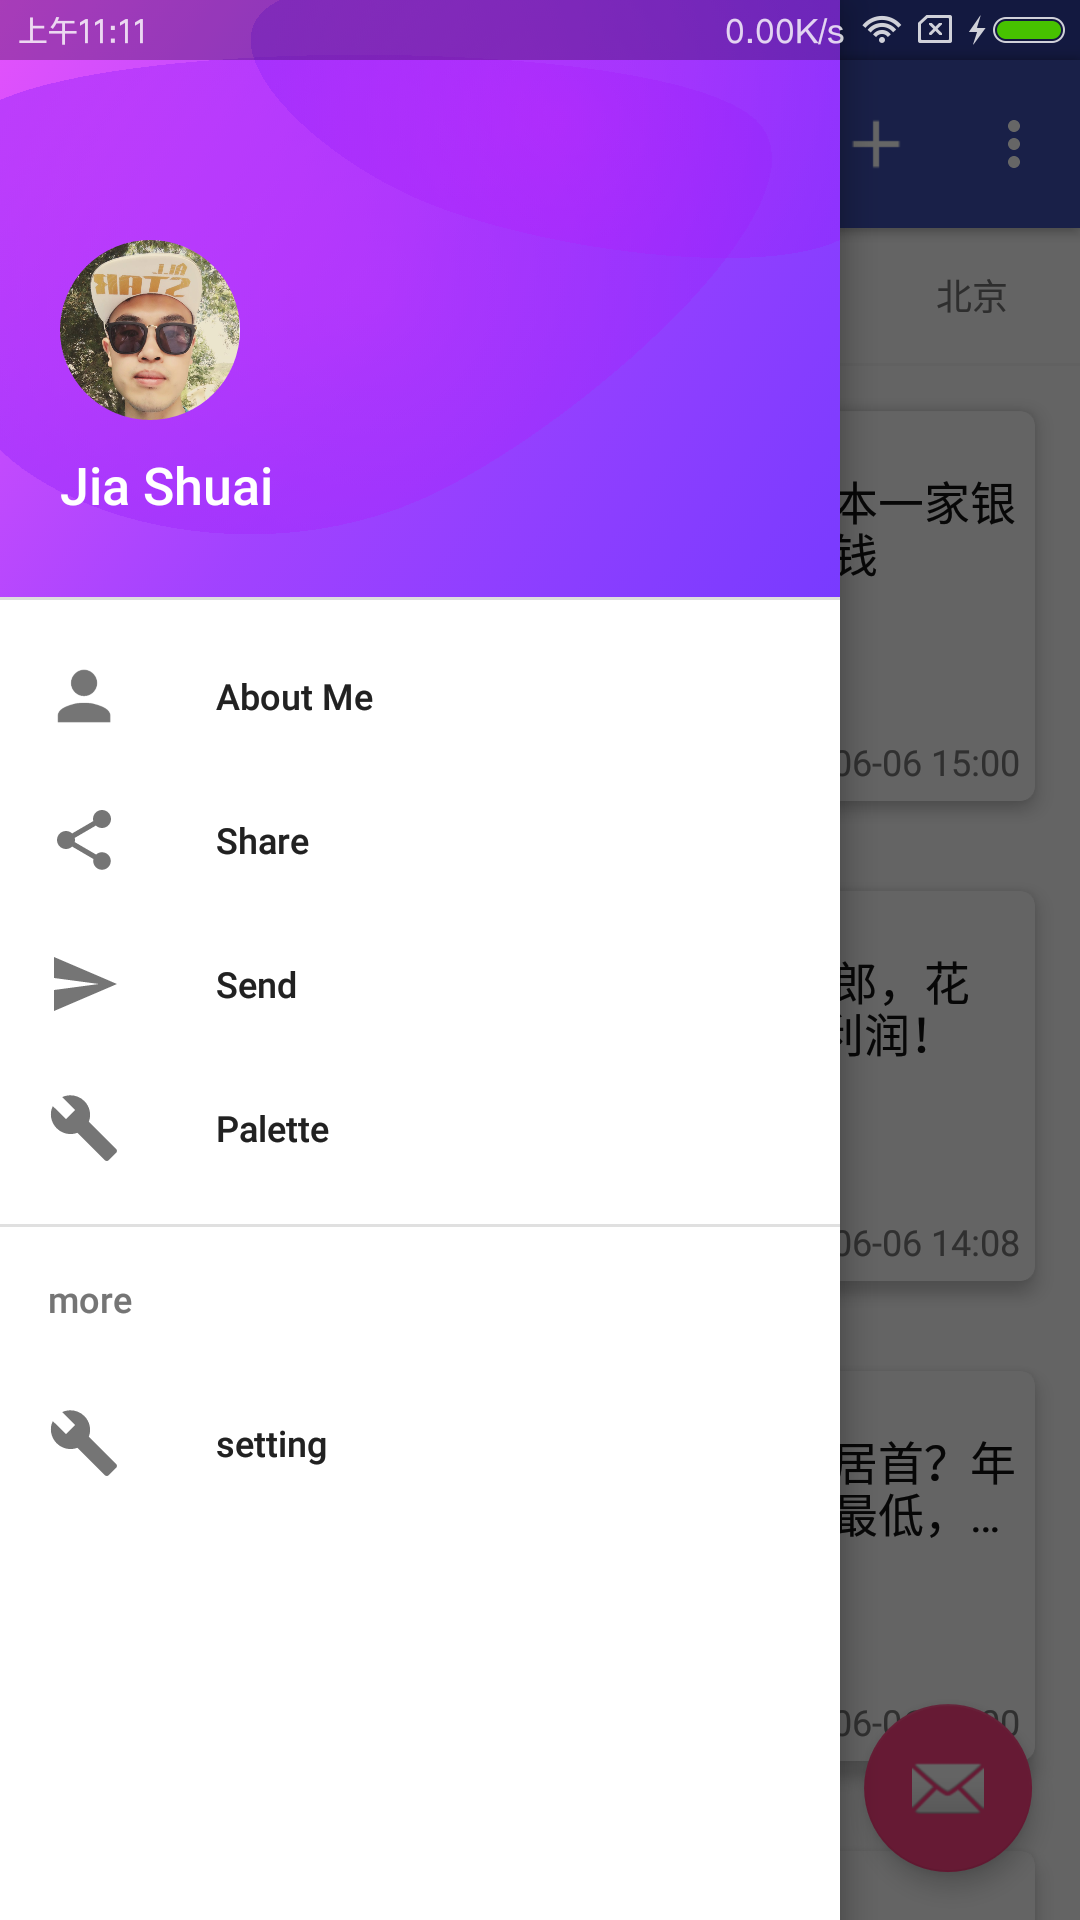 上午11:11
0.00K/s
北京
Jia Shuai
本一家银
钱
06-06 15:00
About Me
Share
Send
Palette
郎，花
利润！
06-06 14:08
more
setting
居首？年
最低，...
06-0